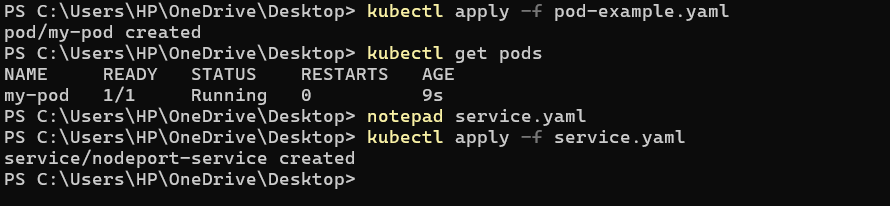 PS C:\Users\HP\OneDrive\Desktop> kubectl apply -f pod-example.yaml
pod/my-pod created
PS C:\Users\HP\OneDrive\Desktop> kubectl get pods
NAME     READY   STATUS    RESTARTS   AGE
my-pod   1/1     Running   0          9s
PS C:\Users\HP\OneDrive\Desktop> notepad service.yaml
PS C:\Users\HP\OneDrive\Desktop> kubectl apply -f service.yaml
service/nodeport-service created
PS C:\Users\HP\OneDrive\Desktop>